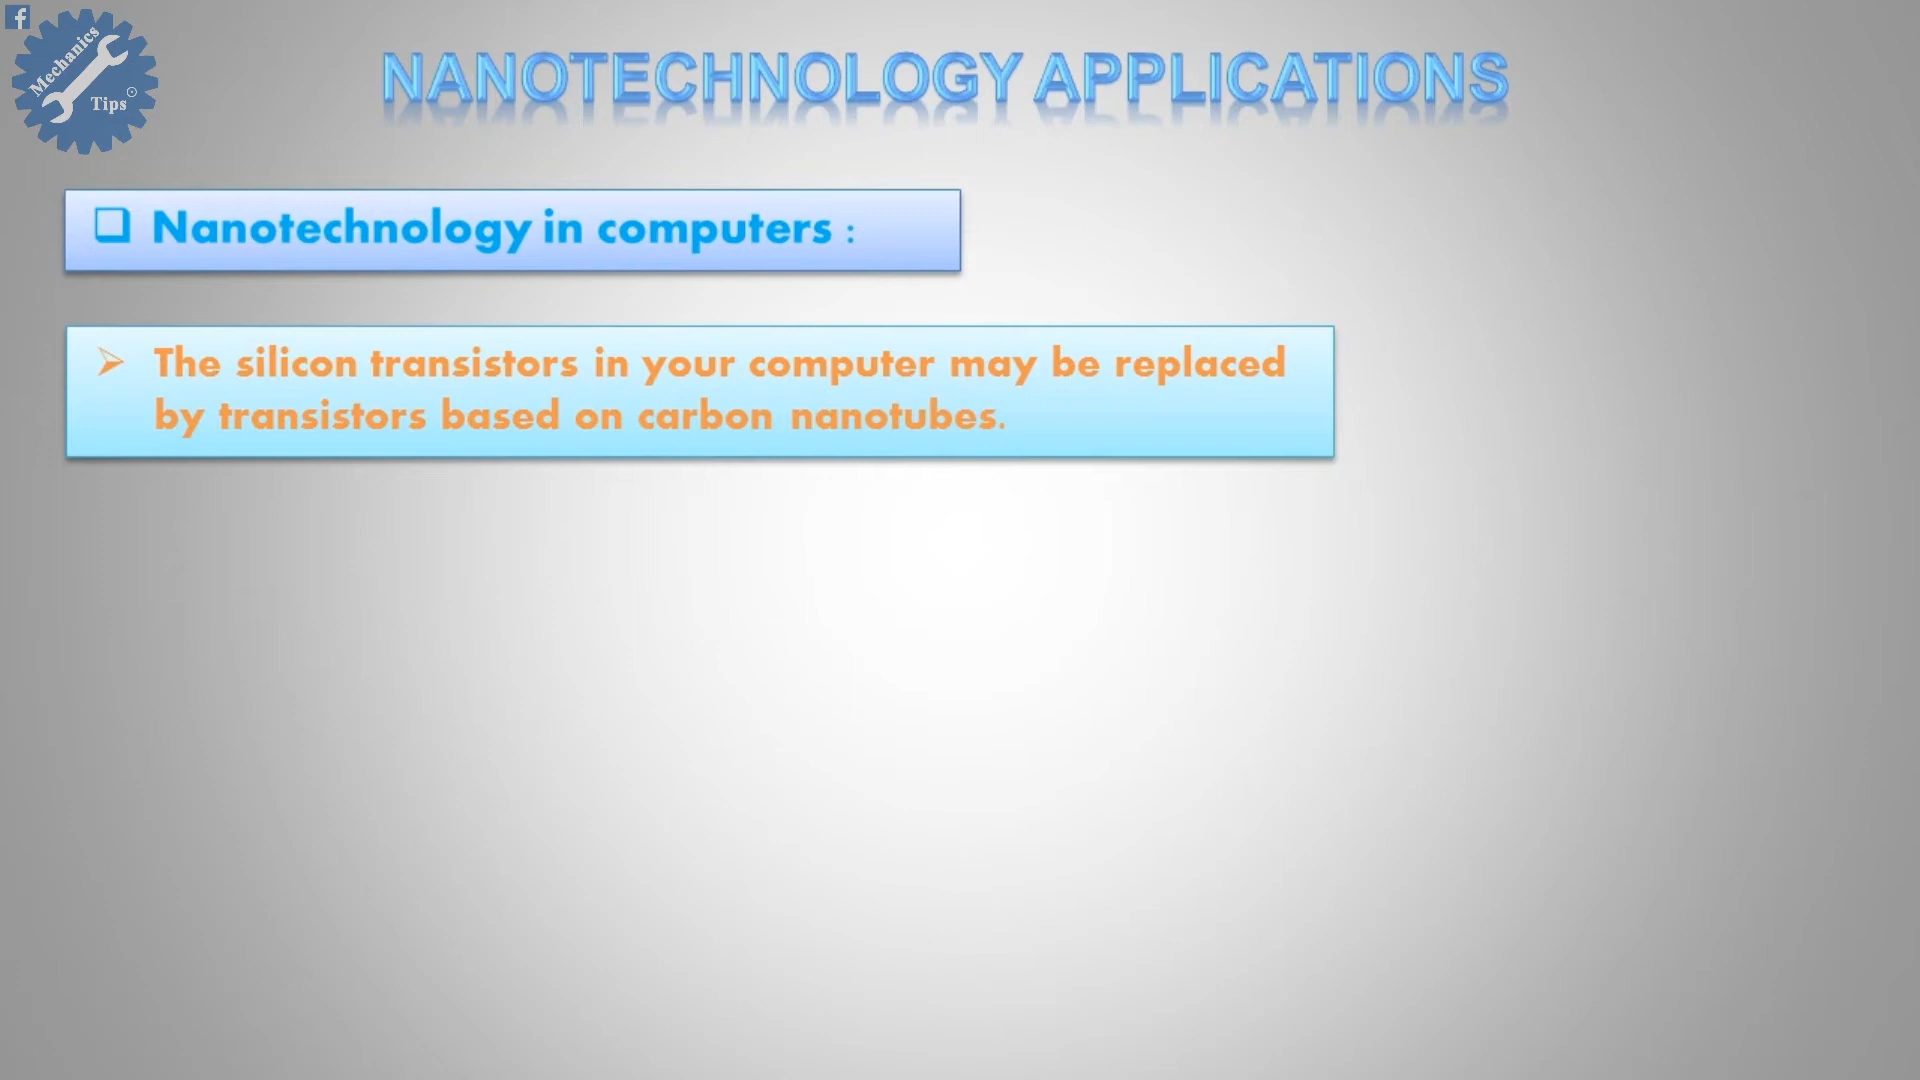 Mechanics
Tips
NANOTECHNOLOGY APPLICATIONS
Nanotechnology in computers :
The silicon transistors in your computer may be replaced
by transistors based on carbon nanotubes.